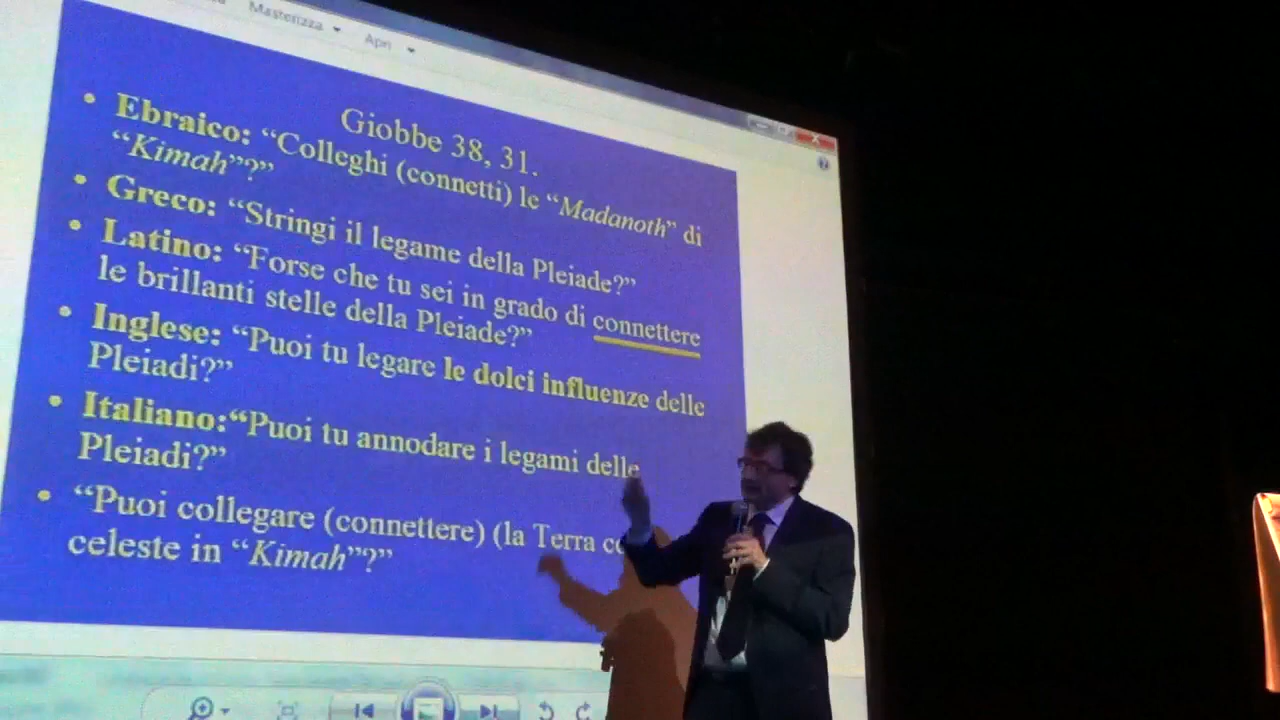 Masterizza
Apri
Giobbe 38, 31.
• Ebraico: “Colleghi (connetti) le “Madanoth” di
“Kimah”?”
• Greco: “Stringi il legame della Pleiade?”
• Latino: “Forse che tu sei in grado di connettere
le brillanti stelle della Pleiade?”
• Inglese: “Puoi tu legare le dolci influenze delle
Pleiadi?”
• Italiano:“Puoi tu annodare i legami delle
Pleiadi?”
• “Puoi collegare (connettere) (la Terra
celeste in “Kimah”?”